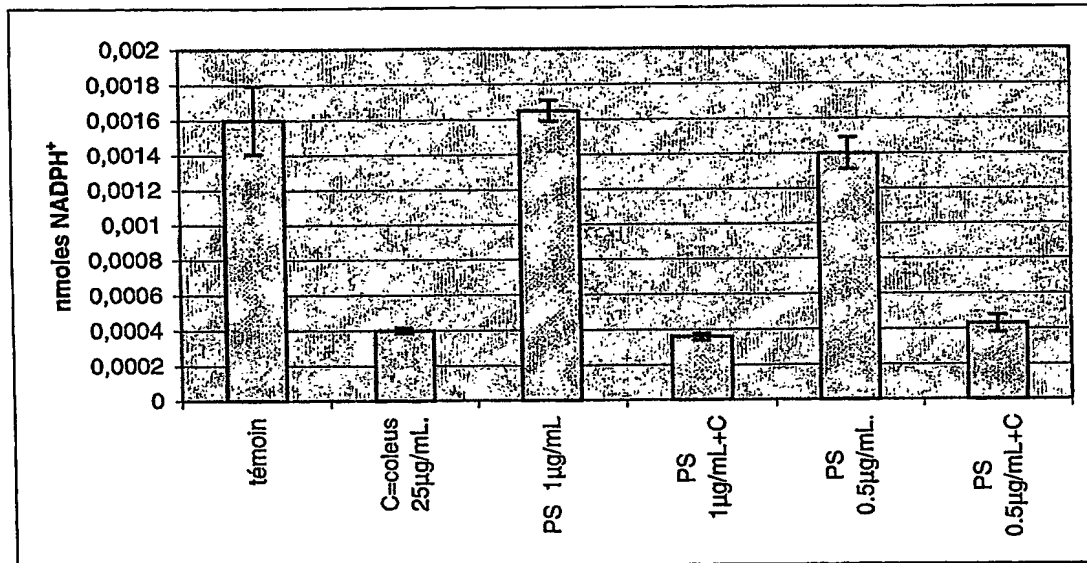 nmoles NADPH⁺
0,002
0,0018
0,0016
0,0014
0,0012
0,001
0,0008
0,0006
0,0004
0,0002
0
témoin
C=coleus
25µg/mL.
PS 1µg/mL
PS
1µg/mL+C
PS
0.5µg/mL.
PS
0.5µg/mL+C